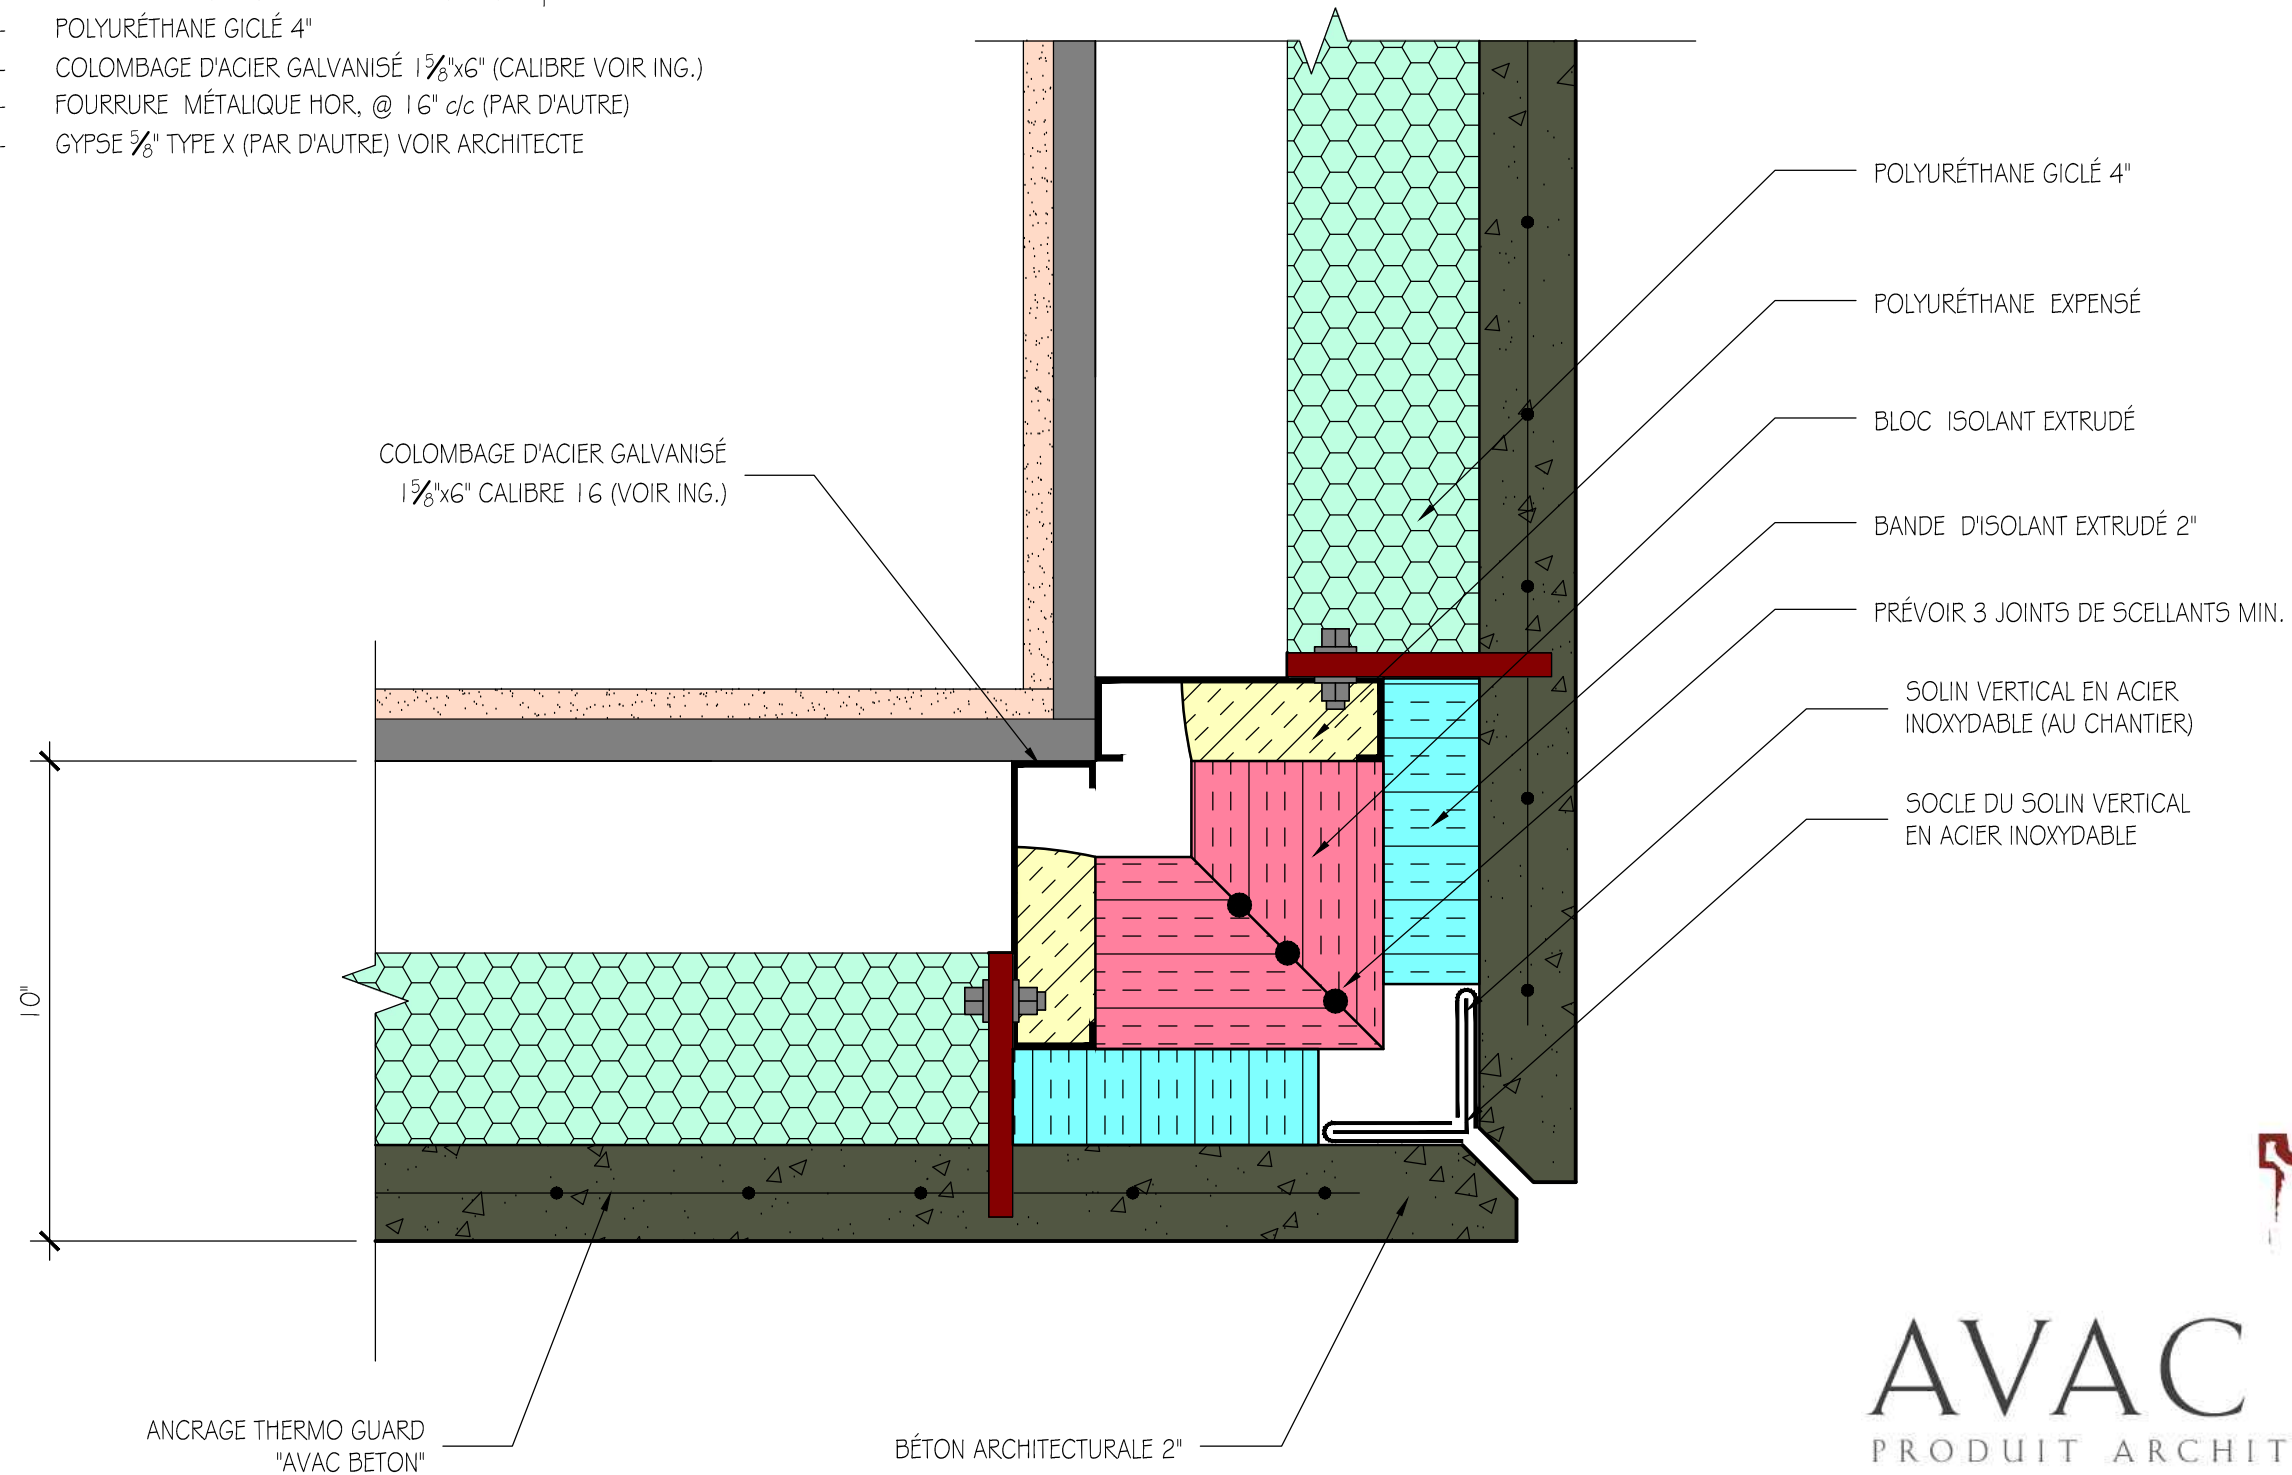 POLYURÉTHANE GICLÉ 4"
COLOMBAGE D'ACIER GALVANISÉ 1 5/8"x6" (CALIBRE VOIR ING.)
FOURRURE MÉTALIQUE HOR, @ 16" c/c (PAR D'AUTRE)
GYPSE 5/8" TYPE X (PAR D'AUTRE) VOIR ARCHITECTE
POLYURÉTHANE GICLÉ 4"
POLYURÉTHANE EXPENSÉ
BLOC ISOLANT EXTRUDÉ
COLOMBAGE D'ACIER GALVANISÉ
1 5/8"x6" CALIBRE 16 (VOIR ING.)
BANDE D'ISOLANT EXTRUDÉ 2"
PRÉVOIR 3 JOINTS DE SCELLANTS MIN.
SOLIN VERTICAL EN ACIER
INOXYDABLE (AU CHANTIER)
SOCLE DU SOLIN VERTICAL
EN ACIER INOXYDABLE
10"
ANCRAGE THERMO GUARD
"AVAC BETON"
BÉTON ARCHITECTURALE 2"
AVAC
PRODUIT ARCHIT